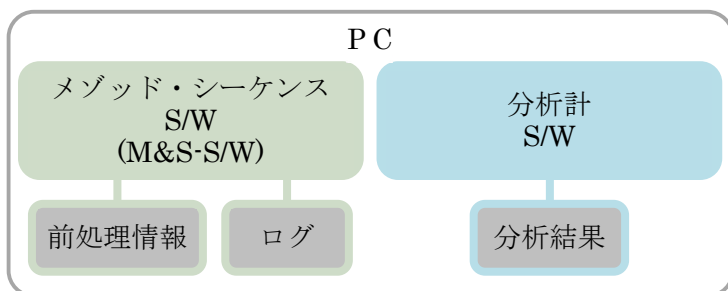 PC
メゾッド・シーケンス
S/W
(M&S-S/W)
分析計
S/W
前処理情報
ログ
分析結果